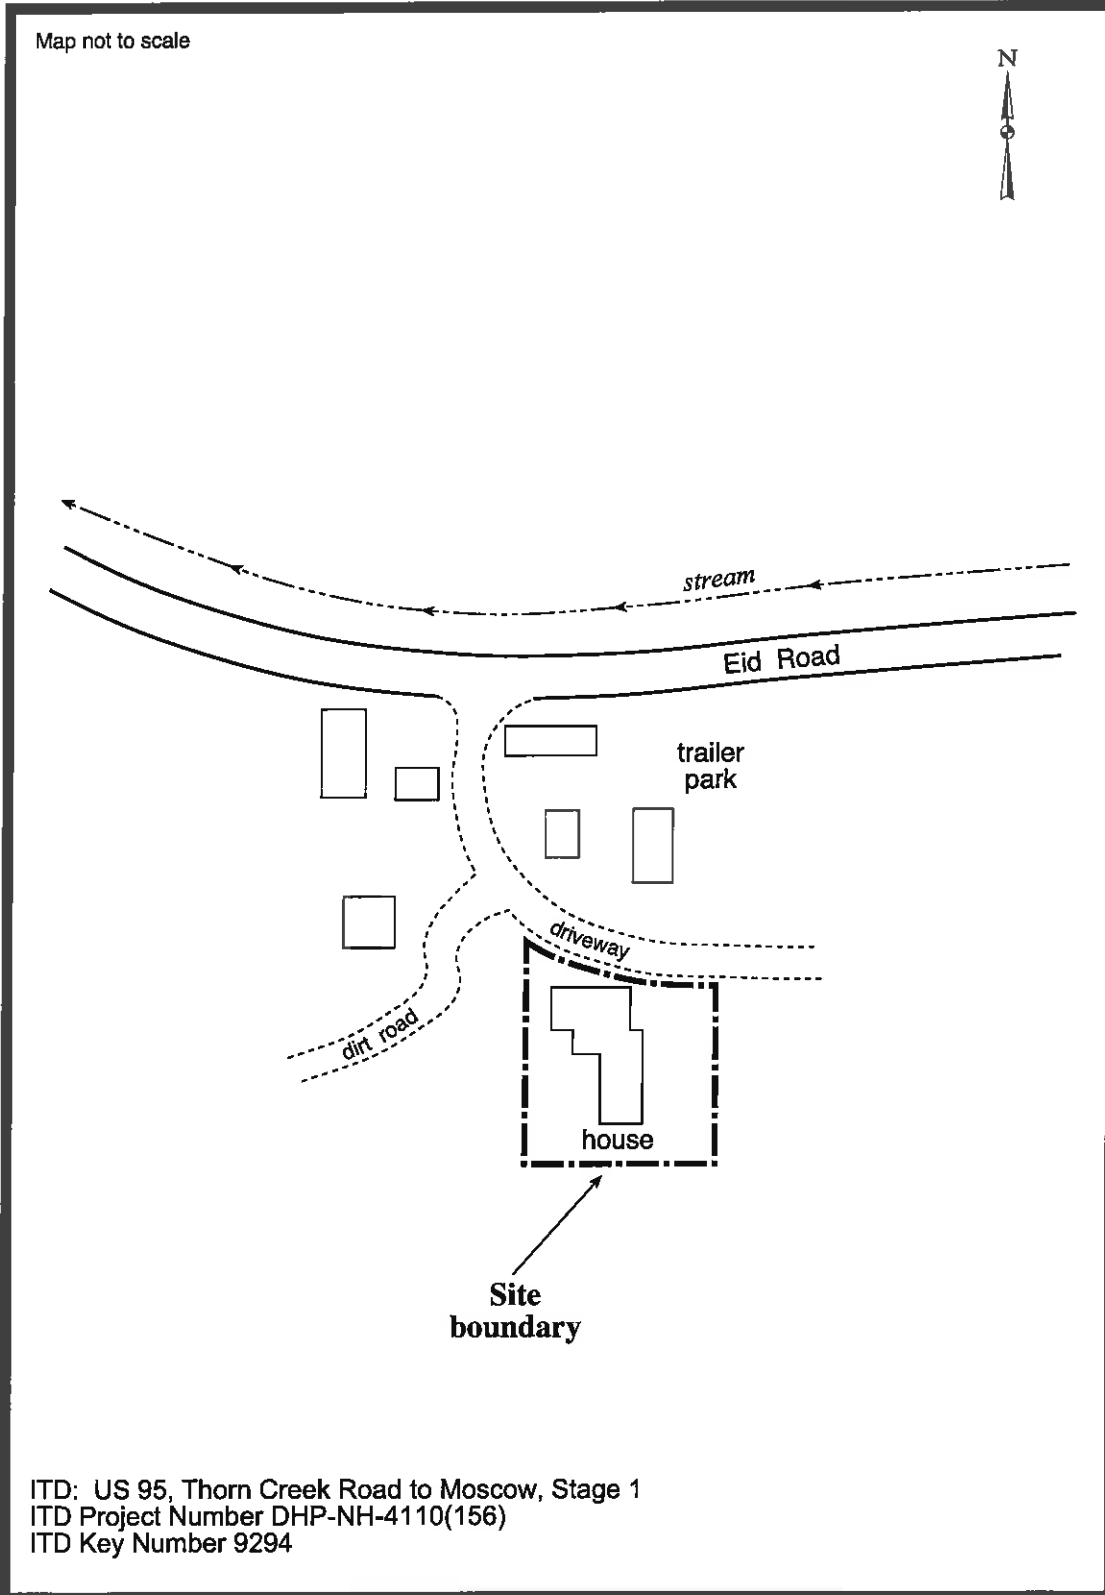 Map not to scale
N
stream
Eid Road
trailer
park
driveway
dirt road
house
Site
boundary
ITD: US 95, Thorn Creek Road to Moscow, Stage 1
ITD Project Number DHP-NH-4110(156)
ITD Key Number 9294